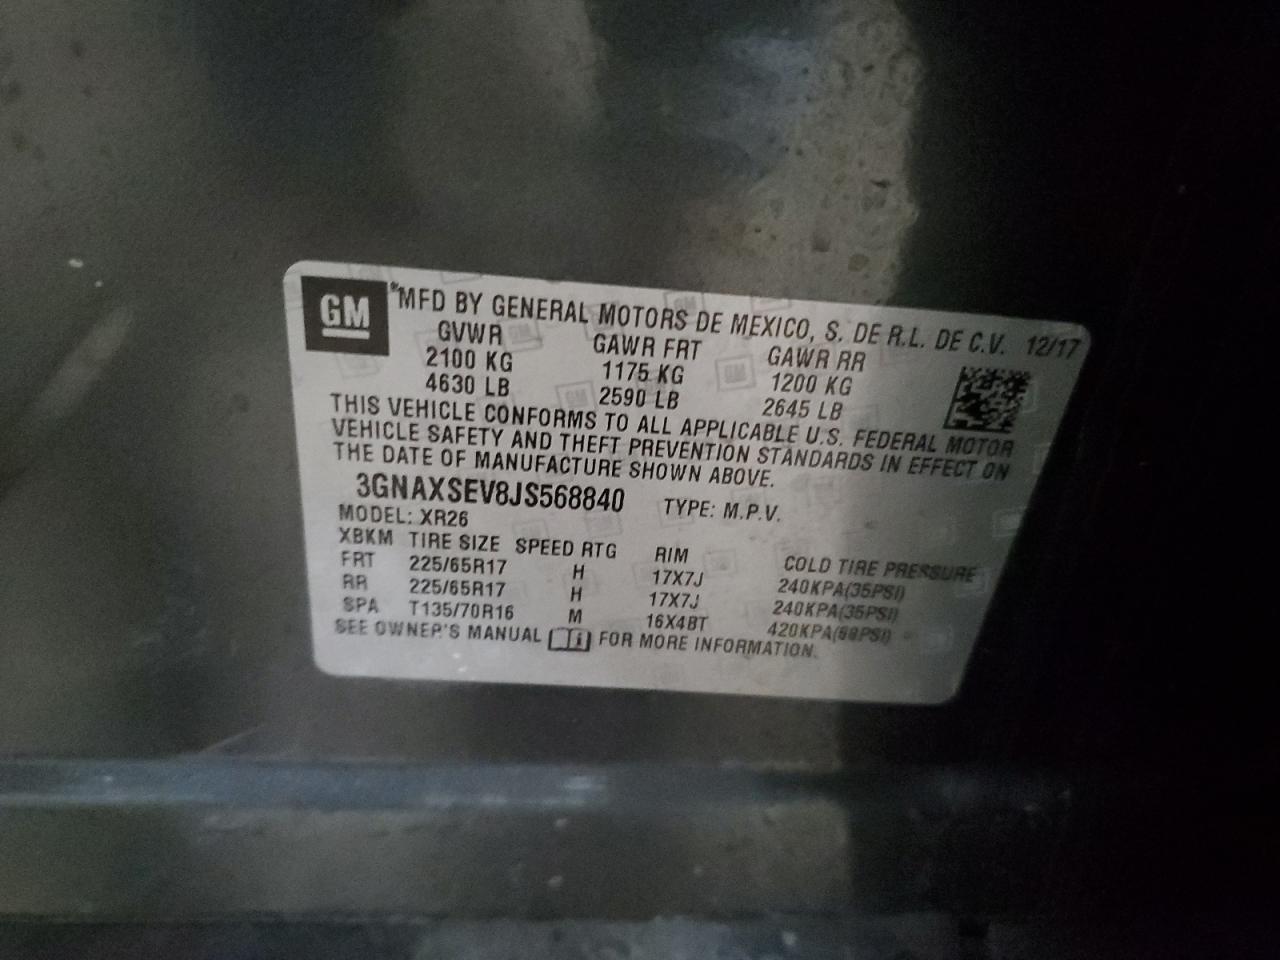 GM
*MFD BY GENERAL MOTORS DE MEXICO, S. DE R.L. DE C.V. 12/17
GVWR GAWR FRT GAWR RR
2100 KG 1175 KG 1200 KG
4630 LB 2590 LB 2645 LB
THIS VEHICLE CONFORMS TO ALL APPLICABLE U.S. FEDERAL MOTOR
VEHICLE SAFETY AND THEFT PREVENTION STANDARDS IN EFFECT ON
THE DATE OF MANUFACTURE SHOWN ABOVE.
3GNAXSEV8JS568840 TYPE: M.P.V.
MODEL: XR26
XBKM TIRE SIZE SPEED RTG RIM COLD TIRE PRESSURE
FRT 225/65R17 H 17X7J 240KPA(35PSI)
RR 225/65R17 H 17X7J 240KPA(35PSI)
SPA T135/70R16 M 16X4BT 420KPA(60PSI)
SEE OWNER'S MANUAL i FOR MORE INFORMATION.